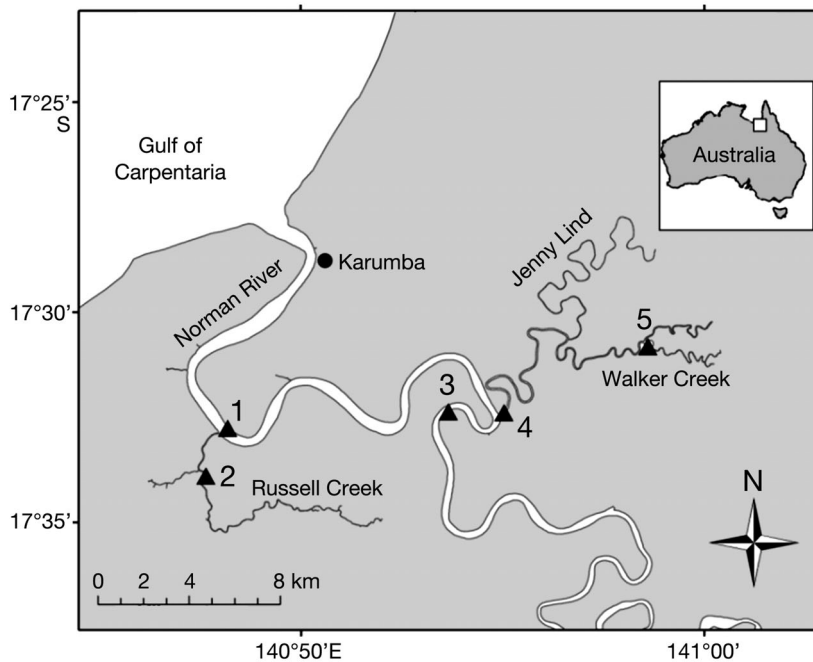 17°25'
S
Gulf of
Carpentaria
Australia
Jenny Lind
Karumba
Norman River
17°30'
5
Walker Creek
3
1
4
2
Russell Creek
N
17°35'
0 2 4 8 km
140°50'E
141°00'